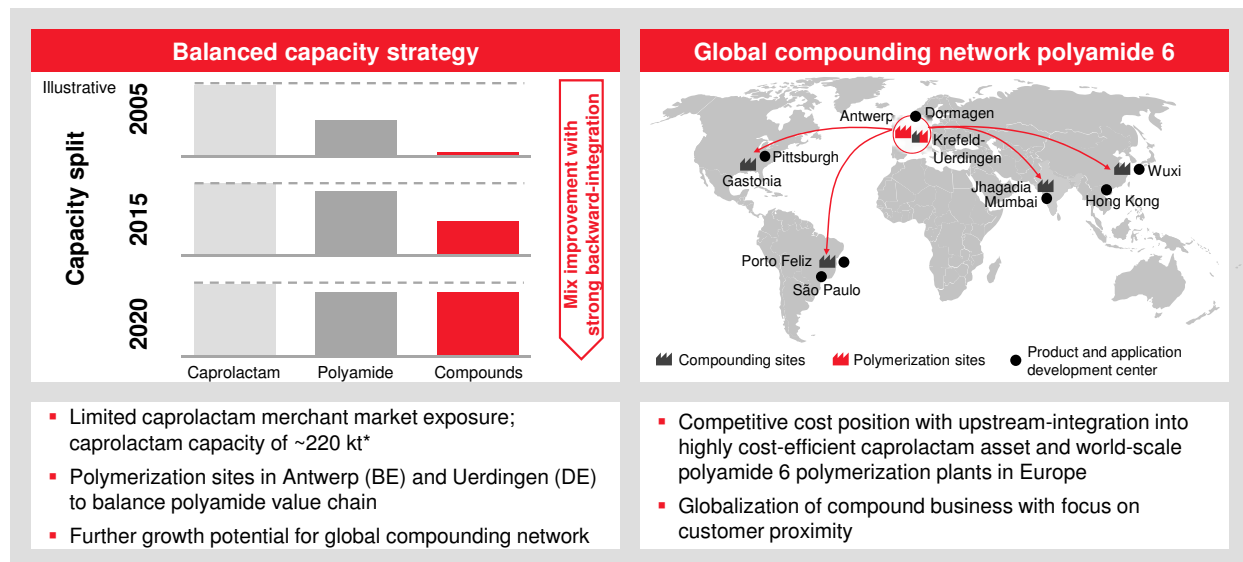 Balanced capacity strategy
Illustrative
Capacity split
2005
2015
2020
Caprolactam
Polyamide
Compounds
Mix improvement with
strong backward-integration
▪ Limited caprolactam merchant market exposure;
caprolactam capacity of ~220 kt*
▪ Polymerization sites in Antwerp (BE) and Uerdingen (DE)
to balance polyamide value chain
▪ Further growth potential for global compounding network
Global compounding network polyamide 6
Antwerp
Dormagen
Krefeld-
Uerdingen
Pittsburgh
Gastonia
Jhagadia
Mumbai
Wuxi
Hong Kong
Porto Feliz
São Paulo
Compounding sites
Polymerization sites
Product and application
development center
▪ Competitive cost position with upstream-integration into
highly cost-efficient caprolactam asset and world-scale
polyamide 6 polymerization plants in Europe
▪ Globalization of compound business with focus on
customer proximity